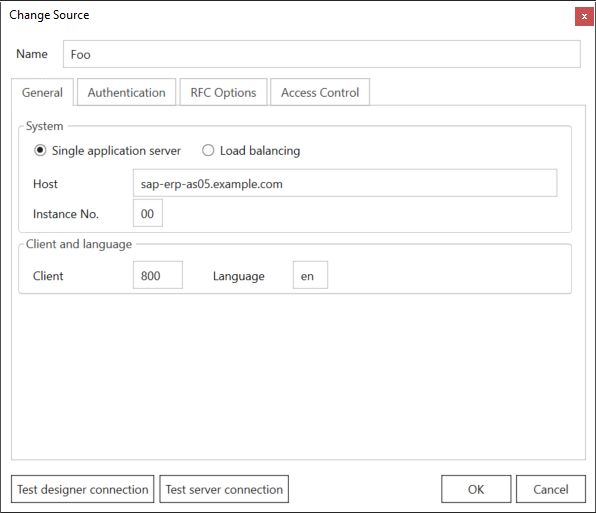 Change Source
x
Name Foo
General Authentication RFC Options Access Control
System
Single application server Load balancing
Host sap-erp-as05.example.com
Instance No. 00
Client and language
Client 800 Language en
Test designer connection Test server connection OK Cancel